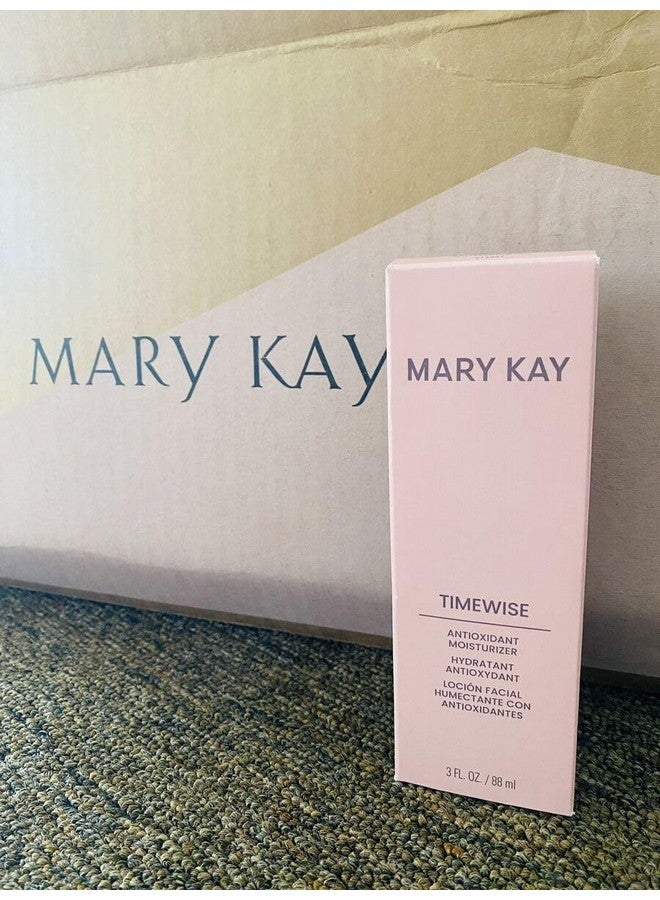 MARY KAY
MARY KAY
TIMEWISE
ANTIOXIDANT
MOISTURIZER
HYDRATANT
ANTIOXYDANT
LOCIÓN FACIAL
HUMECTANTE CON
ANTIOXIDANTES
3 FL. OZ. / 88 ml